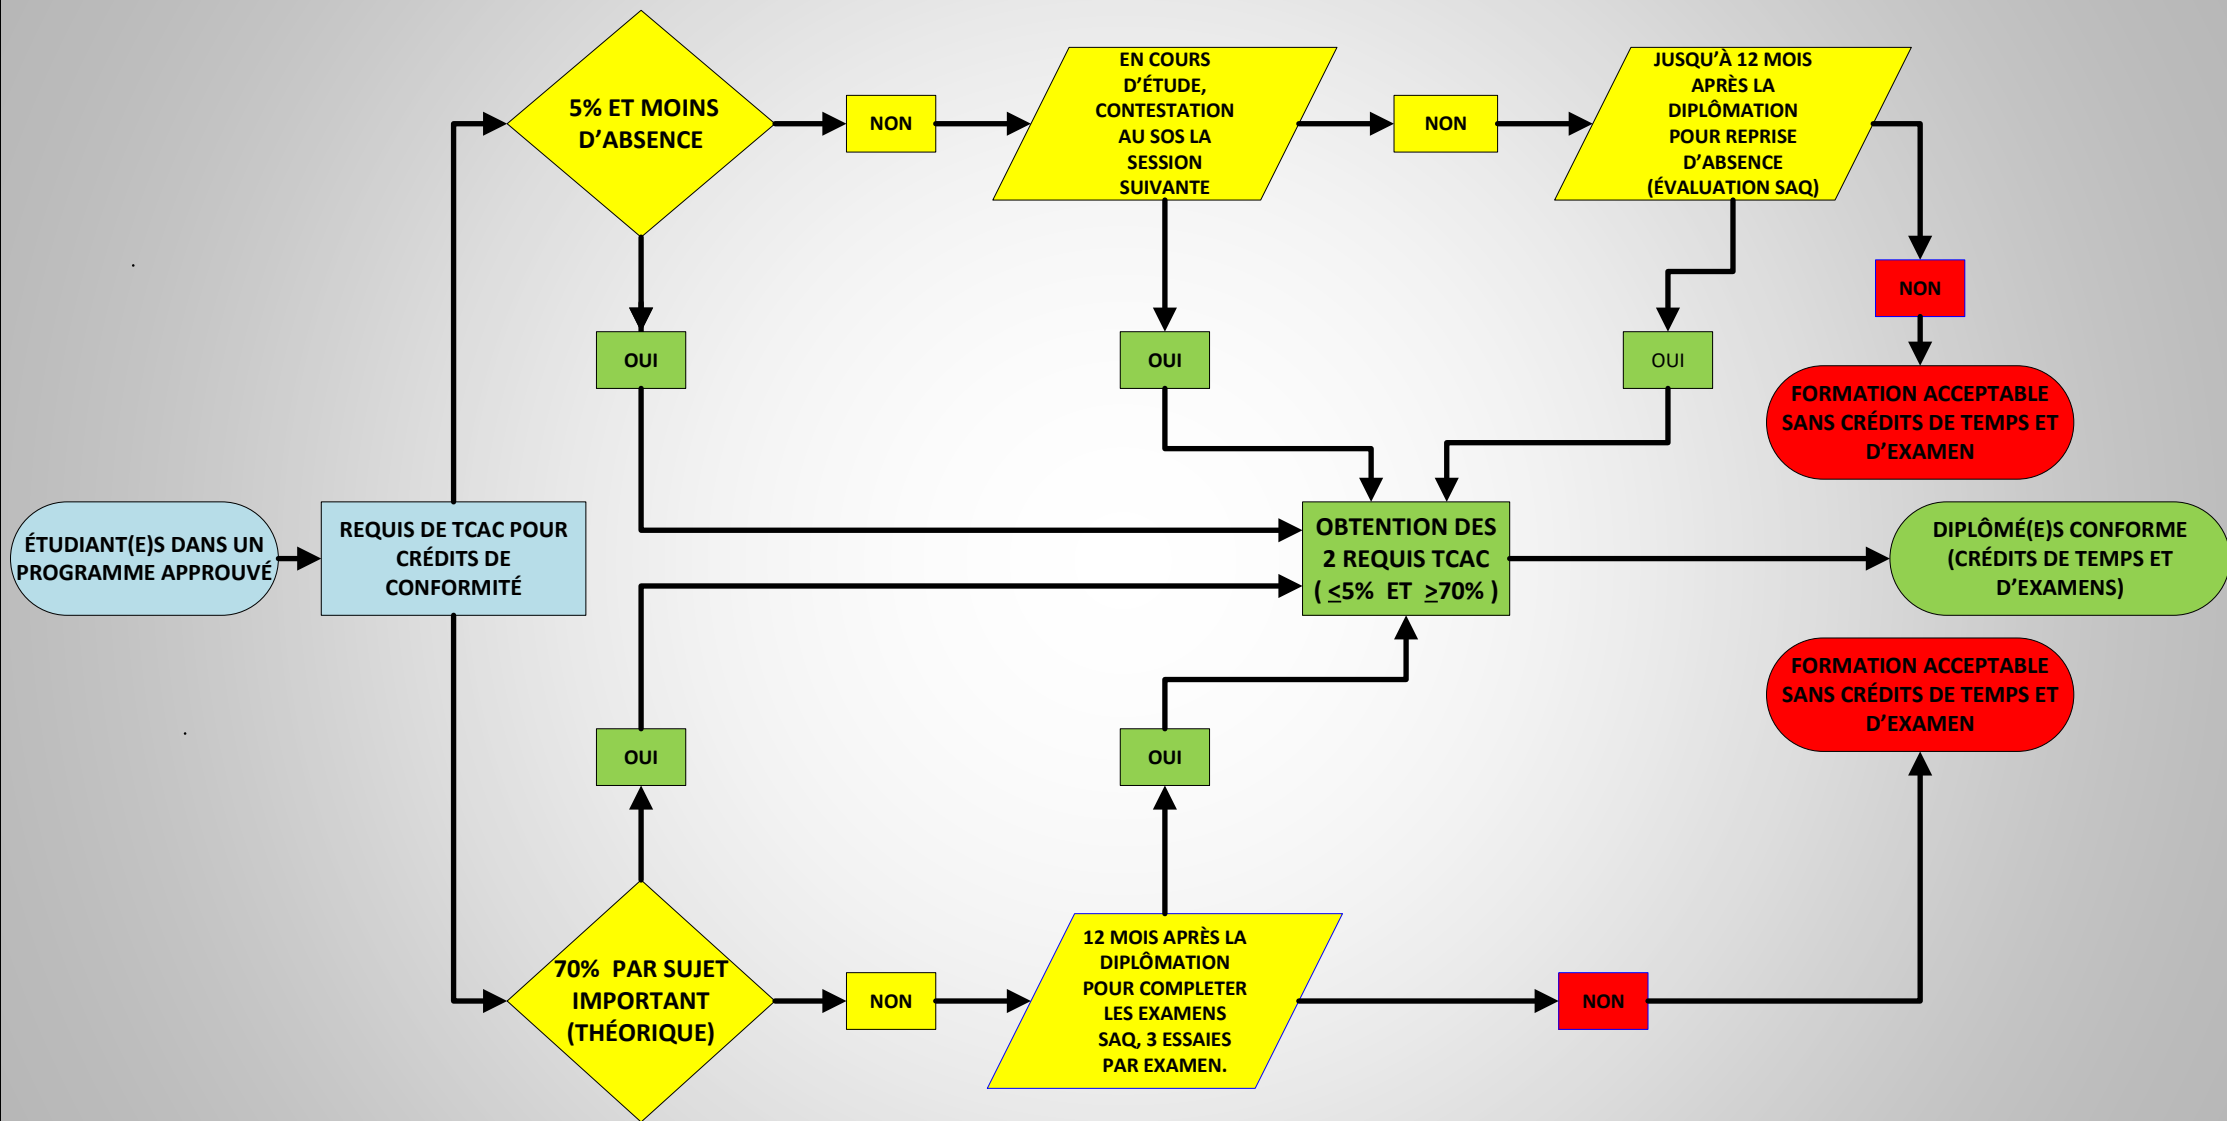 5% ET MOINS
D'ABSENCE
NON
EN COURS
D'ÉTUDE,
CONTESTATION
AU SOS LA
SESSION
SUIVANTE
NON
JUSQU'À 12 MOIS
APRÈS LA
DIPLÔMATION
POUR REPRISE
D'ABSENCE
(ÉVALUATION SAQ)
NON
OUI
OUI
OUI
FORMATION ACCEPTABLE
SANS CRÉDITS DE TEMPS ET
D'EXAMEN
ÉTUDIANT(E)S DANS UN
PROGRAMME APPROUVÉ
REQUIS DE TCAC POUR
CRÉDITS DE
CONFORMITÉ
OBTENTION DES
2 REQUIS TCAC
( <5% ET >70% )
DIPLÔMÉ(E)S CONFORME
(CRÉDITS DE TEMPS ET
D'EXAMENS)
FORMATION ACCEPTABLE
SANS CRÉDITS DE TEMPS ET
D'EXAMEN
OUI
OUI
70% PAR SUJET
IMPORTANT
(THÉORIQUE)
NON
12 MOIS APRÈS LA
DIPLÔMATION
POUR COMPLETER
LES EXAMENS
SAQ, 3 ESSAIES
PAR EXAMEN.
NON